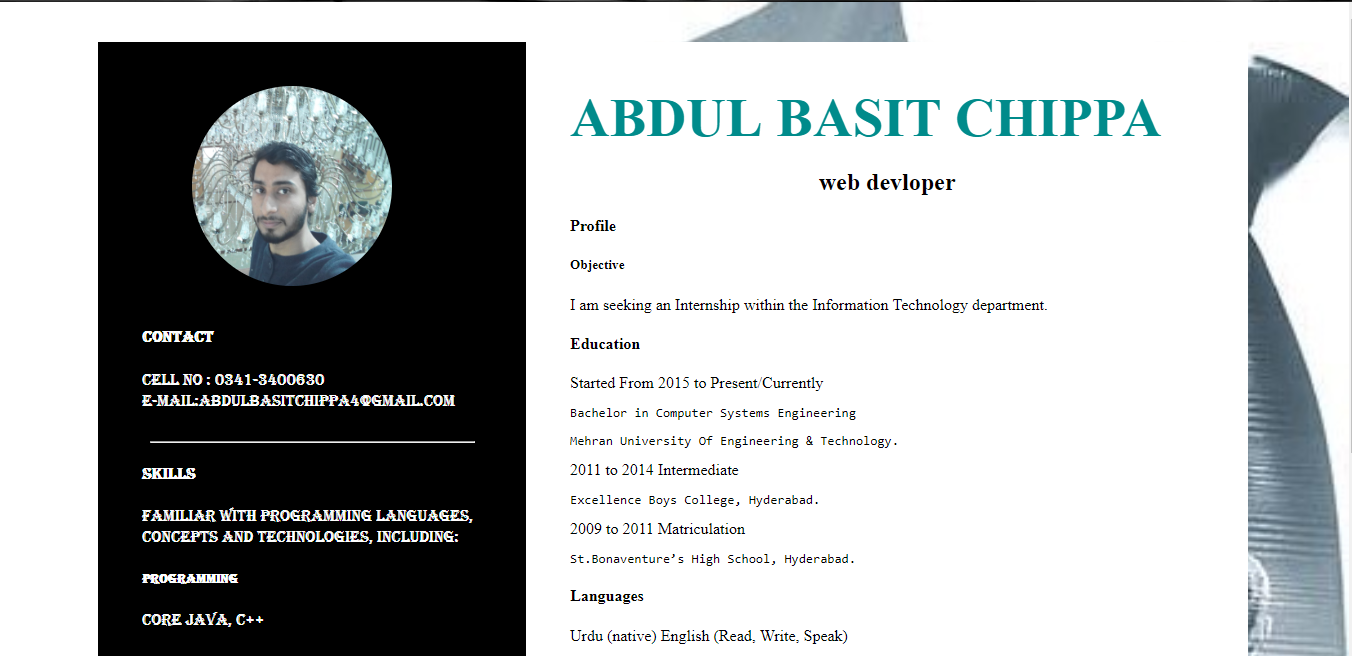 CONTACT
CELL NO : 0341-3400630
E-MAIL:ABDULBASITCHIPPA4@GMAIL.COM
SKILLS
FAMILIAR WITH PROGRAMMING LANGUAGES,
CONCEPTS AND TECHNOLOGIES, INCLUDING:
PROGRAMMING
CORE JAVA, C++
ABDUL BASIT CHIPPA
web devloper
Profile
Objective
I am seeking an Internship within the Information Technology department.
Education
Started From 2015 to Present/Currently
Bachelor in Computer Systems Engineering
Mehran University Of Engineering & Technology.
2011 to 2014 Intermediate
Excellence Boys College, Hyderabad.
2009 to 2011 Matriculation
St.Bonaventure’s High School, Hyderabad.
Languages
Urdu (native) English (Read, Write, Speak)